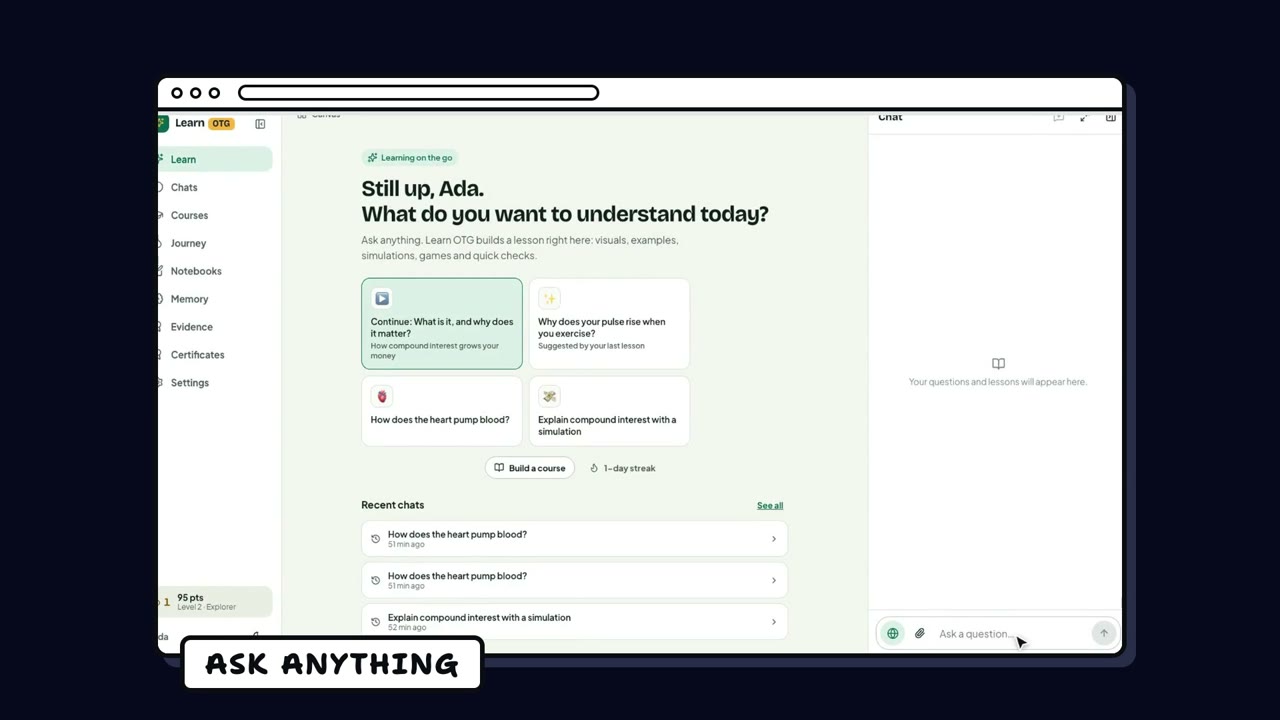 Learn OTG
Learn
Chats
Courses
Journey
Notebooks
Memory
Evidence
Certificates
Settings
1
95 pts
Level 2 · Explorer
da
Canvas
Learning on the go
Still up, Ada.
What do you want to understand today?
Ask anything. Learn OTG builds a lesson right here: visuals, examples,
simulations, games and quick checks.
Continue: What is it, and why does
it matter?
How compound interest grows your
money
Why does your pulse rise when
you exercise?
Suggested by your last lesson
How does the heart pump blood?
Explain compound interest with a
simulation
Build a course
1-day streak
Recent chats
See all
How does the heart pump blood?
51 min ago
How does the heart pump blood?
51 min ago
Explain compound interest with a simulation
52 min ago
Chat
Your questions and lessons will appear here.
Ask a question...
ASK ANYTHING